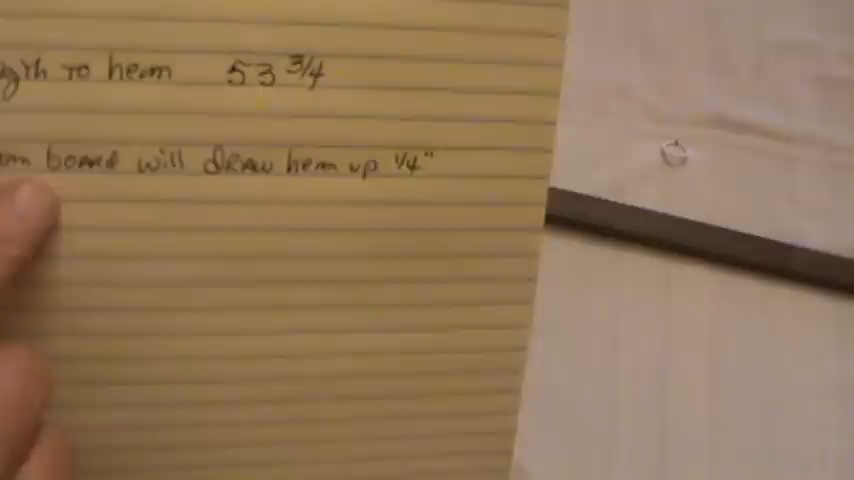 to hem 53 3/4
board will draw hem up 1/4"